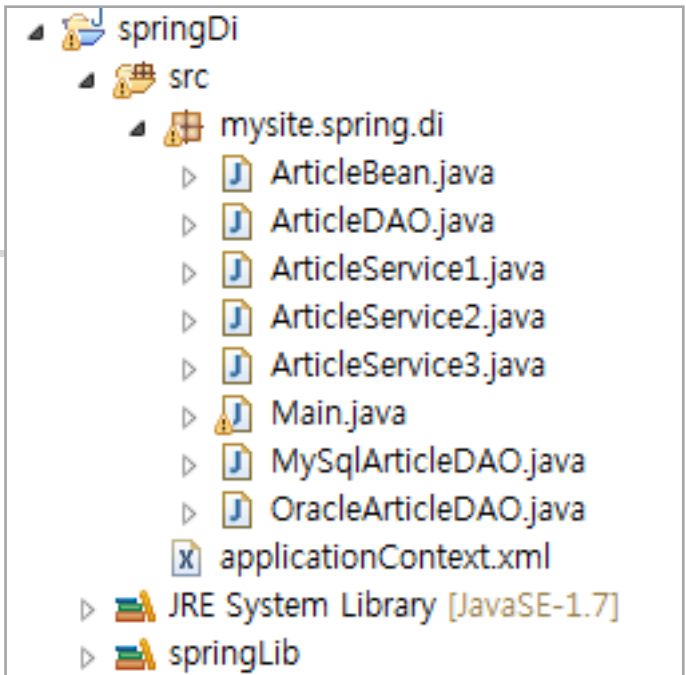 springDi
src
mysite.spring.di
ArticleBean.java
ArticleDAO.java
ArticleService1.java
ArticleService2.java
ArticleService3.java
Main.java
MySqlArticleDAO.java
OracleArticleDAO.java
applicationContext.xml
JRE System Library [JavaSE-1.7]
springLib